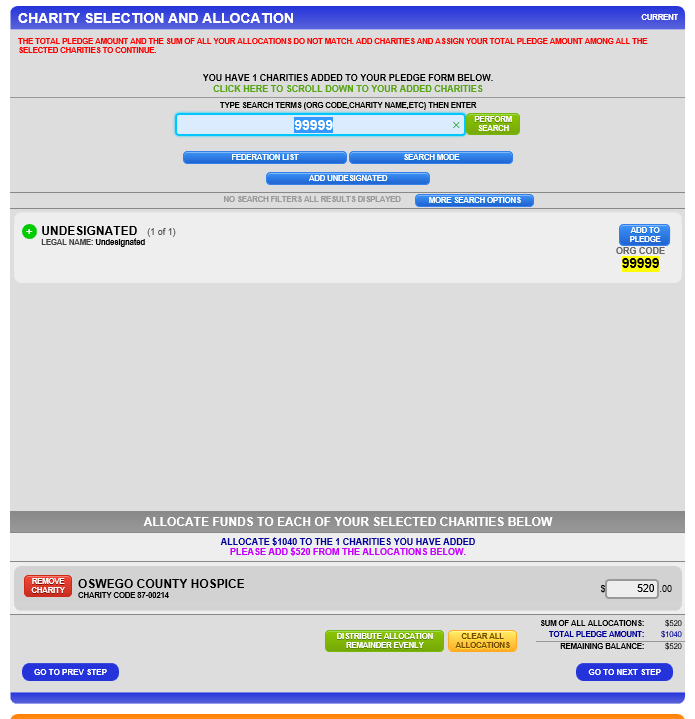 CHARITY SELECTION AND ALLOCATION
CURRENT
THE TOTAL PLEDGE AMOUNT AND THE SUM OF ALL YOUR ALLOCATIONS DO NOT MATCH. ADD CHARITIES AND ASSIGN YOUR TOTAL PLEDGE AMOUNT AMONG ALL THE
SELECTED CHARITIES TO CONTINUE.
YOU HAVE 1 CHARITIES ADDED TO YOUR PLEDGE FORM BELOW.
CLICK HERE TO SCROLL DOWN TO YOUR ADDED CHARITIES
TYPE SEARCH TERMS (ORG CODE,CHARITY NAME,ETC) THEN ENTER
99999 ×
PERFORM
SEARCH
FEDERATION LIST
SEARCH MODE
ADD UNDESIGNATED
NO SEARCH FILTERS ALL RESULTS DISPLAYED
MORE SEARCH OPTIONS
+ UNDESIGNATED (1 of 1)
LEGAL NAME: Undesignated
ADD TO
PLEDGE
ORG CODE
99999
ALLOCATE FUNDS TO EACH OF YOUR SELECTED CHARITIES BELOW
ALLOCATE $1040 TO THE 1 CHARITIES YOU HAVE ADDED
PLEASE ADD $520 FROM THE ALLOCATIONS BELOW.
REMOVE
CHARITY
OSWEGO COUNTY HOSPICE
CHARITY CODE 87-00214
$ 520 .00
DISTRIBUTE ALLOCATION
REMAINDER EVENLY
CLEAR ALL
ALLOCATIONS
SUM OF ALL ALLOCATIONS: $520
TOTAL PLEDGE AMOUNT: $1040
REMAINING BALANCE: $520
GO TO PREV STEP
GO TO NEXT STEP